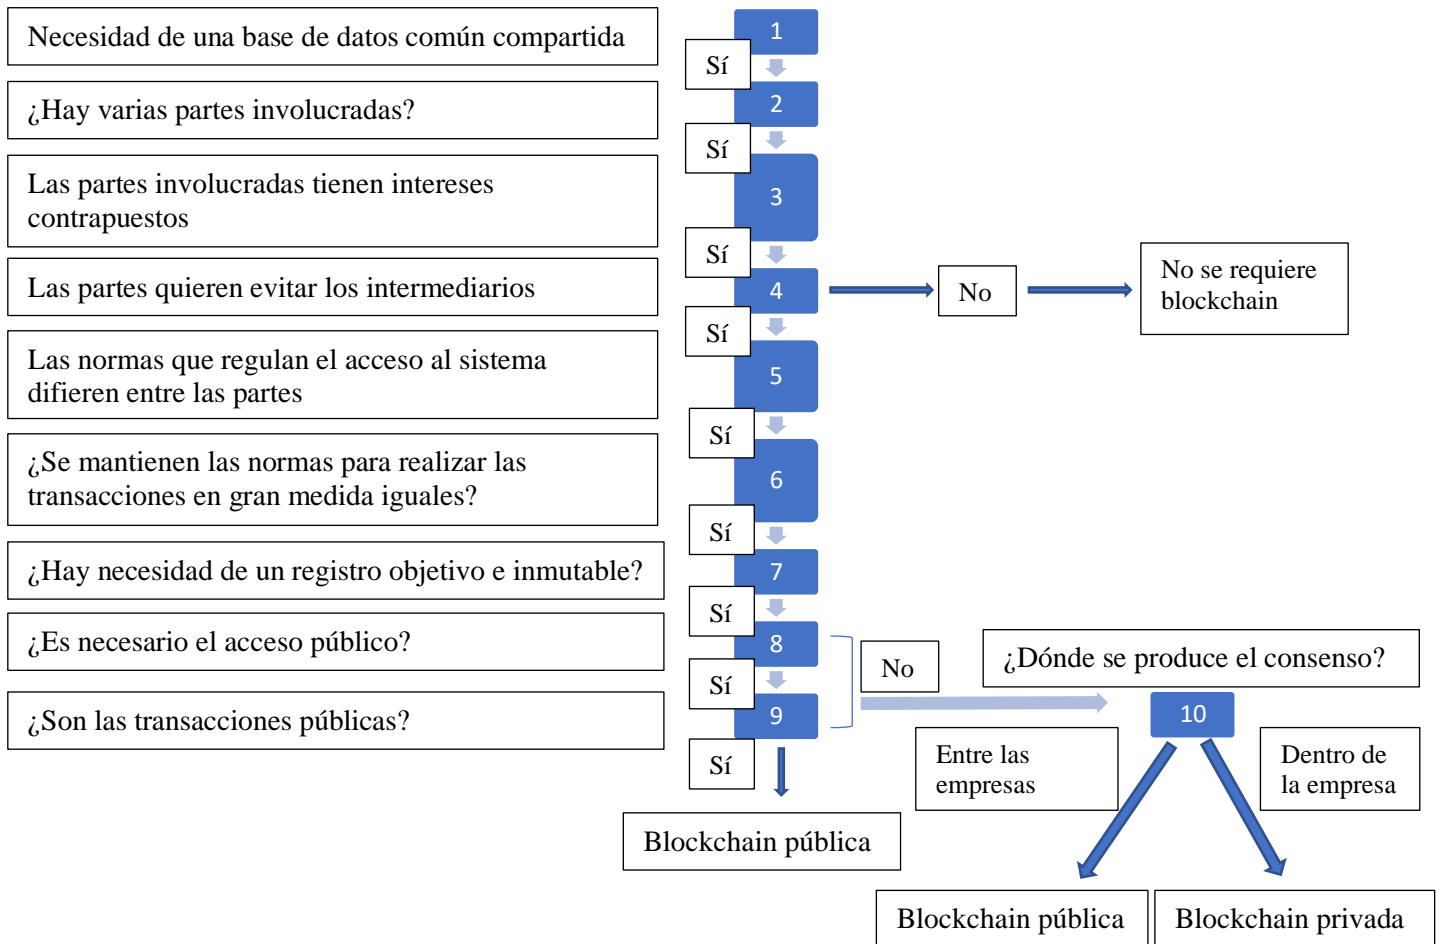 Necesidad de una base de datos común compartida
1
Sí
¿Hay varias partes involucradas?
2
Sí
Las partes involucradas tienen intereses
contrapuestos
3
Sí
Las partes quieren evitar los intermediarios
4
No
No se requiere
blockchain
Sí
Las normas que regulan el acceso al sistema
difieren entre las partes
5
Sí
¿Se mantienen las normas para realizar las
transacciones en gran medida iguales?
6
Sí
¿Hay necesidad de un registro objetivo e inmutable?
7
Sí
¿Es necesario el acceso público?
8
No
¿Dónde se produce el consenso?
Sí
¿Son las transacciones públicas?
9
10
Sí
Entre las
empresas
Dentro de
la empresa
Blockchain pública
Blockchain pública
Blockchain privada